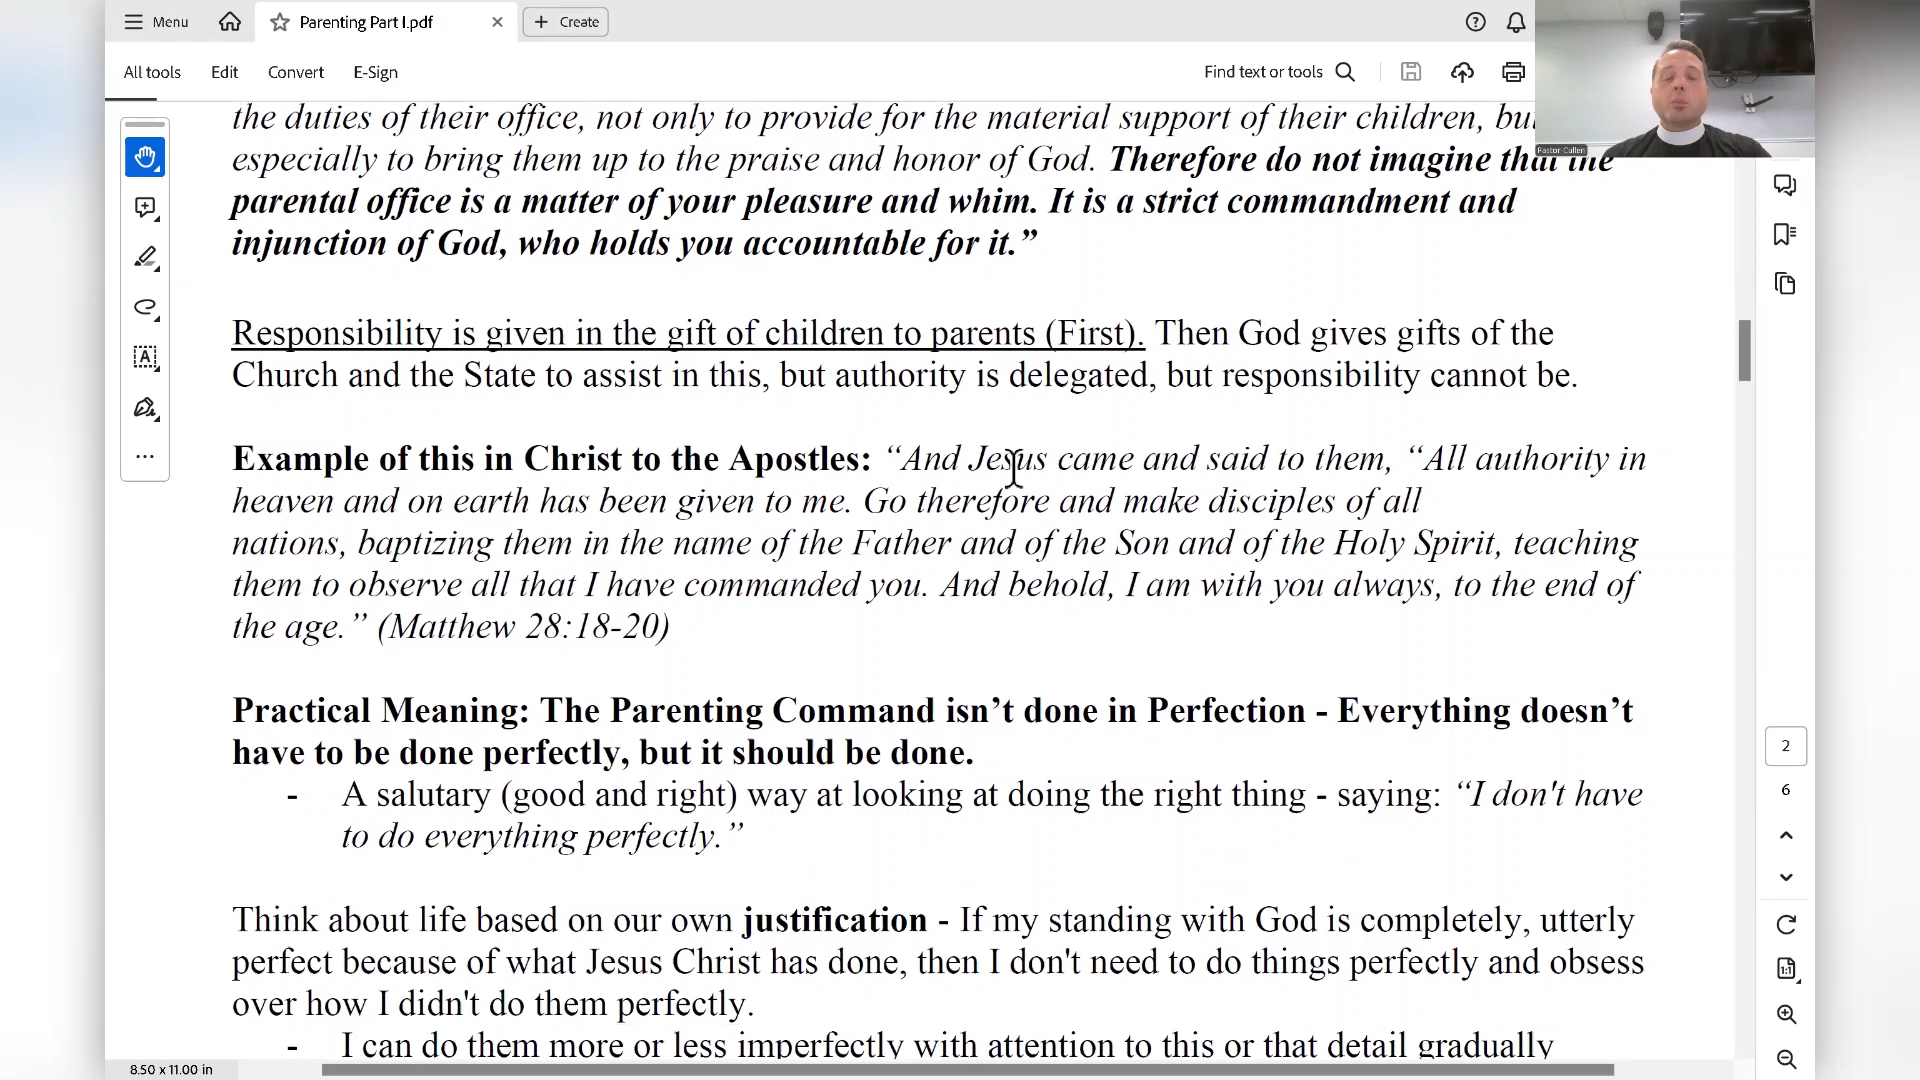 Menu
Parenting Part I.pdf
Create
All tools
Edit
Convert
E-Sign
Find text or tools
Pastor Cullen
the duties of their office, not only to provide for the material support of their children, but
especially to bring them up to the praise and honor of God. Therefore do not imagine that the
parental office is a matter of your pleasure and whim. It is a strict commandment and
injunction of God, who holds you accountable for it.”
Responsibility is given in the gift of children to parents (First). Then God gives gifts of the
Church and the State to assist in this, but authority is delegated, but responsibility cannot be.
Example of this in Christ to the Apostles: “And Jesus came and said to them, “All authority in
heaven and on earth has been given to me. Go therefore and make disciples of all
nations, baptizing them in the name of the Father and of the Son and of the Holy Spirit, teaching
them to observe all that I have commanded you. And behold, I am with you always, to the end of
the age.” (Matthew 28:18-20)
Practical Meaning: The Parenting Command isn’t done in Perfection - Everything doesn’t
have to be done perfectly, but it should be done.
- A salutary (good and right) way at looking at doing the right thing - saying: “I don't have
to do everything perfectly.”
Think about life based on our own justification - If my standing with God is completely, utterly
perfect because of what Jesus Christ has done, then I don't need to do things perfectly and obsess
over how I didn't do them perfectly.
- I can do them more or less imperfectly with attention to this or that detail gradually
2
6
1:1
8.50 x 11.00 in